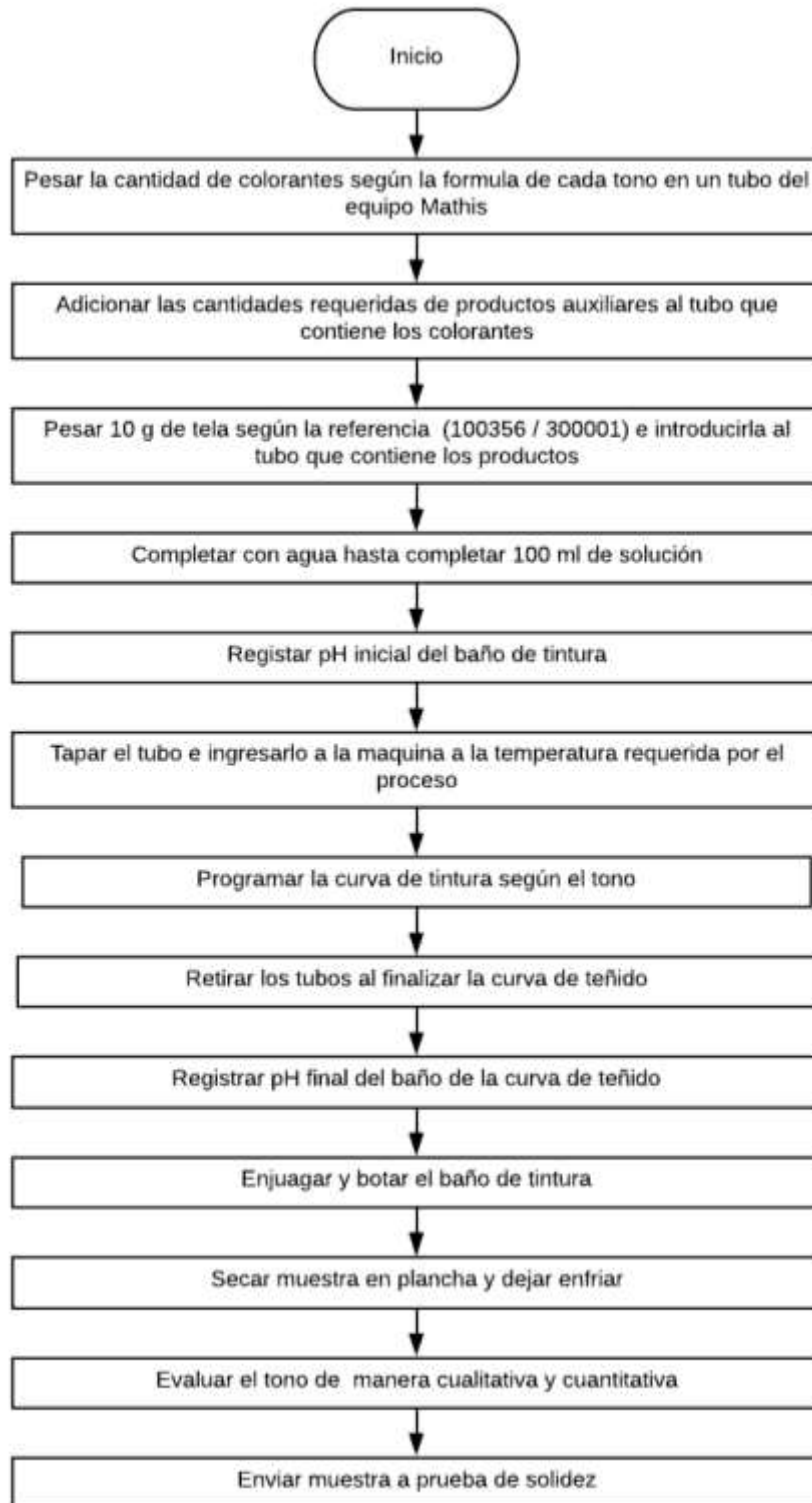 Inicio
Pesar la cantidad de colorantes según la formula de cada tono en un tubo del
equipo Mathis
Adicionar las cantidades requeridas de productos auxiliares al tubo que
contiene los colorantes
Pesar 10 g de tela según la referencia (100356 / 300001) e introducirla al
tubo que contiene los productos
Completar con agua hasta completar 100 ml de solución
Registar pH inicial del baño de tintura
Tapar el tubo e ingresarlo a la maquina a la temperatura requerida por el
proceso
Programar la curva de tintura según el tono
Retirar los tubos al finalizar la curva de teñido
Registrar pH final del baño de la curva de teñido
Enjuagar y botar el baño de tintura
Secar muestra en plancha y dejar enfriar
Evaluar el tono de manera cualitativa y cuantitativa
Enviar muestra a prueba de solidez